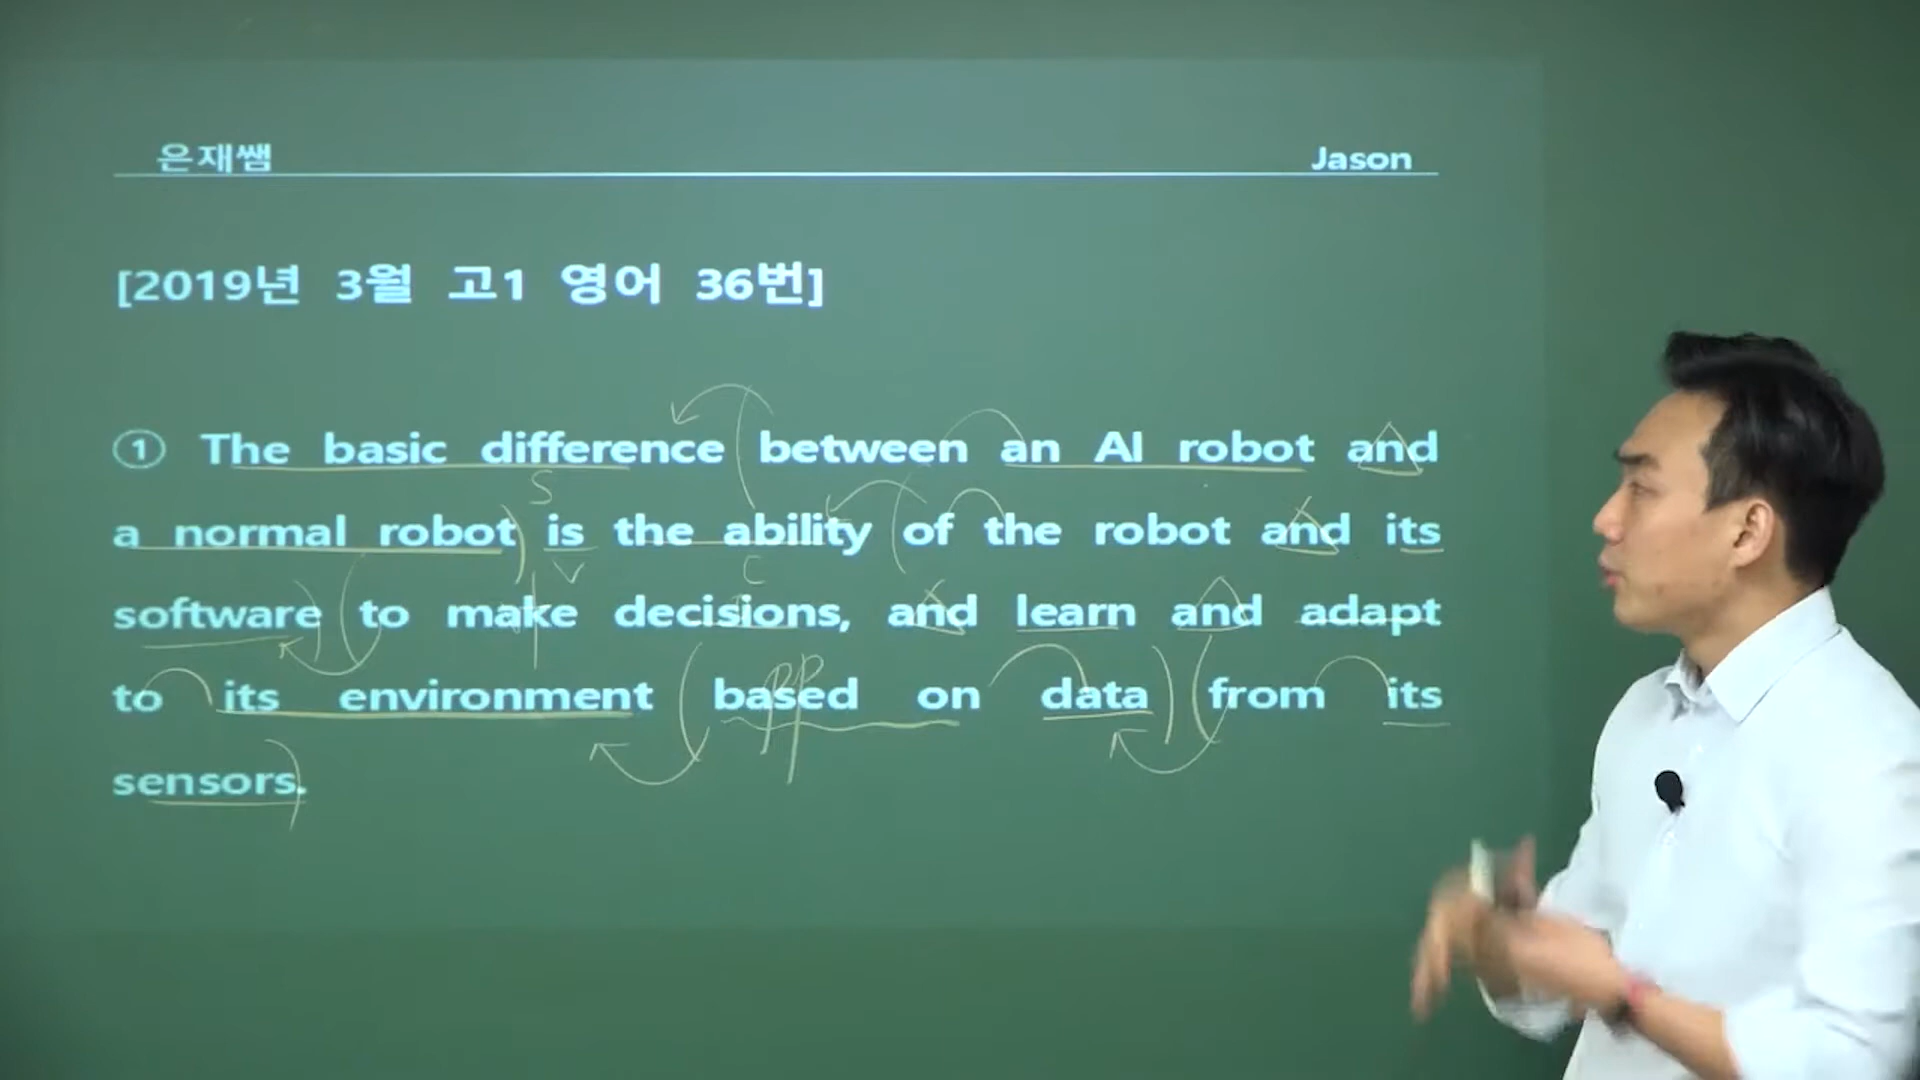 은재쌤 Jason
[2019년 3월 고1 영어 36번]
① The basic difference between an AI robot and
S
a normal robot is the ability of the robot and its
V C
software to make decisions, and learn and adapt
to its environment based on data from its
PP
sensors.